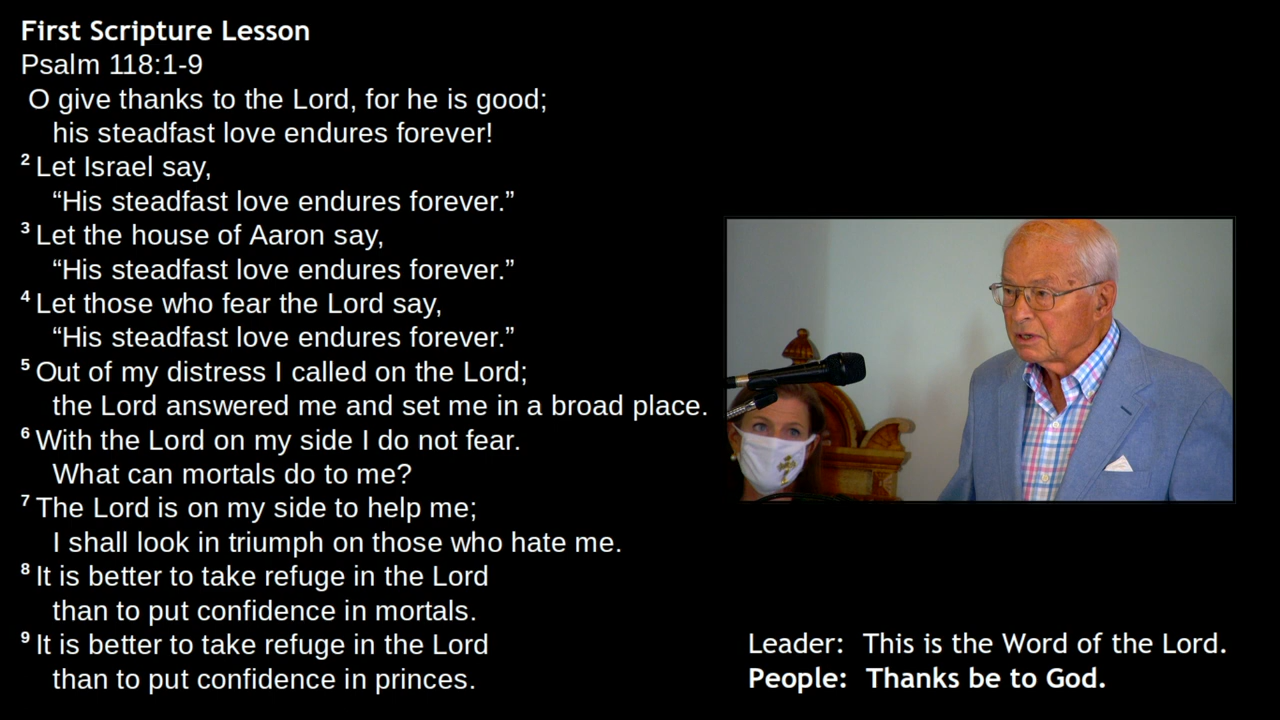 First Scripture Lesson
Psalm 118:1-9
O give thanks to the Lord, for he is good;
his steadfast love endures forever!
2 Let Israel say,
“His steadfast love endures forever.”
3 Let the house of Aaron say,
“His steadfast love endures forever.”
4 Let those who fear the Lord say,
“His steadfast love endures forever.”
5 Out of my distress I called on the Lord;
the Lord answered me and set me in a broad place.
6 With the Lord on my side I do not fear.
What can mortals do to me?
7 The Lord is on my side to help me;
I shall look in triumph on those who hate me.
8 It is better to take refuge in the Lord
than to put confidence in mortals.
9 It is better to take refuge in the Lord
than to put confidence in princes.
Leader: This is the Word of the Lord.
People: Thanks be to God.